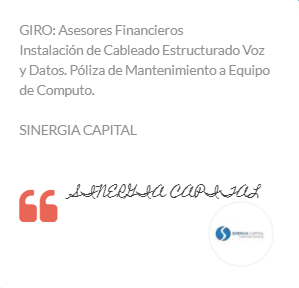 GIRO: Asesores Financieros
Instalación de Cableado Estructurado Voz
y Datos. Póliza de Mantenimiento a Equipo
de Computo.
SINERGIA CAPITAL
SINERGIA CAPITAL
SINERGIA CAPITAL